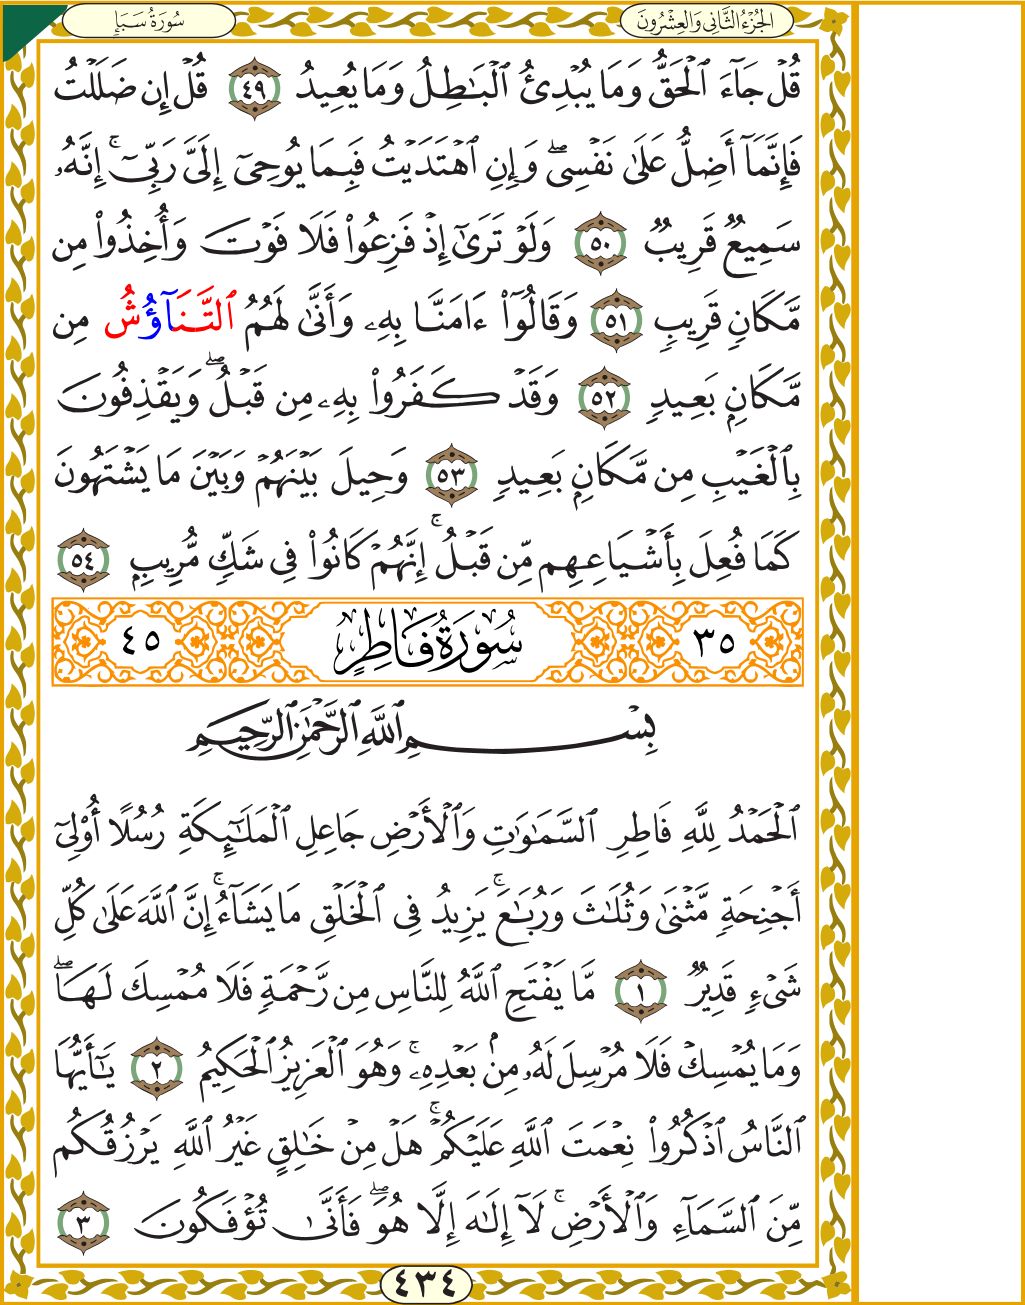 الجُزْءُ الثَّانِي وَالعِشْرُونَ
سُورَةُ سَبَإٍ
قُلْ جَآءَ ٱلْحَقُّ وَمَا يُبْدِئُ ٱلْبَٰطِلُ وَمَا يُعِيدُ ٤٩ قُلْ إِن ضَلَلْتُ
فَإِنَّمَآ أَضِلُّ عَلَىٰ نَفْسِىۖ وَإِنِ ٱهْتَدَيْتُ فَبِمَا يُوحِىٓ إِلَىَّ رَبِّىٓۚ إِنَّهُۥ
سَمِيعٌ قَرِيبٌ ٥٠ وَلَوْ تَرَىٰٓ إِذْ فَزِعُوا۟ فَلَا فَوْتَ وَأُخِذُوا۟ مِن
مَّكَانٍ قَرِيبٍ ٥١ وَقَالُوٓا۟ ءَامَنَّا بِهِۦ وَأَنَّىٰ لَهُمُ ٱلتَّنَآؤُشُ مِن
مَّكَانٍۭ بَعِيدٍ ٥٢ وَقَدْ كَفَرُوا۟ بِهِۦ مِن قَبْلُۖ وَيَقْذِفُونَ
بِٱلْغَيْبِ مِن مَّكَانٍۭ بَعِيدٍ ٥٣ وَحِيلَ بَيْنَهُمْ وَبَيْنَ مَا يَشْتَهُونَ
كَمَا فُعِلَ بِأَشْيَاعِهِم مِّن قَبْلُۚ إِنَّهُمْ كَانُوا۟ فِى شَكٍّ مُّرِيبٍۭ ٥٤
٣٥ سُورَةُ فَاطِرٍ ٤٥
بِسْمِ ٱللَّهِ ٱلرَّحْمَٰنِ ٱلرَّحِيمِ
ٱلْحَمْدُ لِلَّهِ فَاطِرِ ٱلسَّمَٰوَٰتِ وَٱلْأَرْضِ جَاعِلِ ٱلْمَلَٰٓئِكَةِ رُسُلًا أُو۟لِىٓ
أَجْنِحَةٍ مَّثْنَىٰ وَثُلَٰثَ وَرُبَٰعَۚ يَزِيدُ فِى ٱلْخَلْقِ مَا يَشَآءُۚ إِنَّ ٱللَّهَ عَلَىٰ كُلِّ
شَىْءٍ قَدِيرٌ ١ مَّا يَفْتَحِ ٱللَّهُ لِلنَّاسِ مِن رَّحْمَةٍ فَلَا مُمْسِكَ لَهَاۖ
وَمَا يُمْسِكْ فَلَا مُرْسِلَ لَهُۥ مِنۢ بَعْدِهِۦۚ وَهُوَ ٱلْعَزِيزُ ٱلْحَكِيمُ ٢ يَٰٓأَيُّهَا
ٱلنَّاسُ ٱذْكُرُوا۟ نِعْمَتَ ٱللَّهِ عَلَيْكُمْۚ هَلْ مِنْ خَٰلِقٍ غَيْرُ ٱللَّهِ يَرْزُقُكُم
مِّنَ ٱلسَّمَآءِ وَٱلْأَرْضِۚ لَآ إِلَٰهَ إِلَّا هُوَۖ فَأَنَّىٰ تُؤْفَكُونَ ٣
٤٣٤